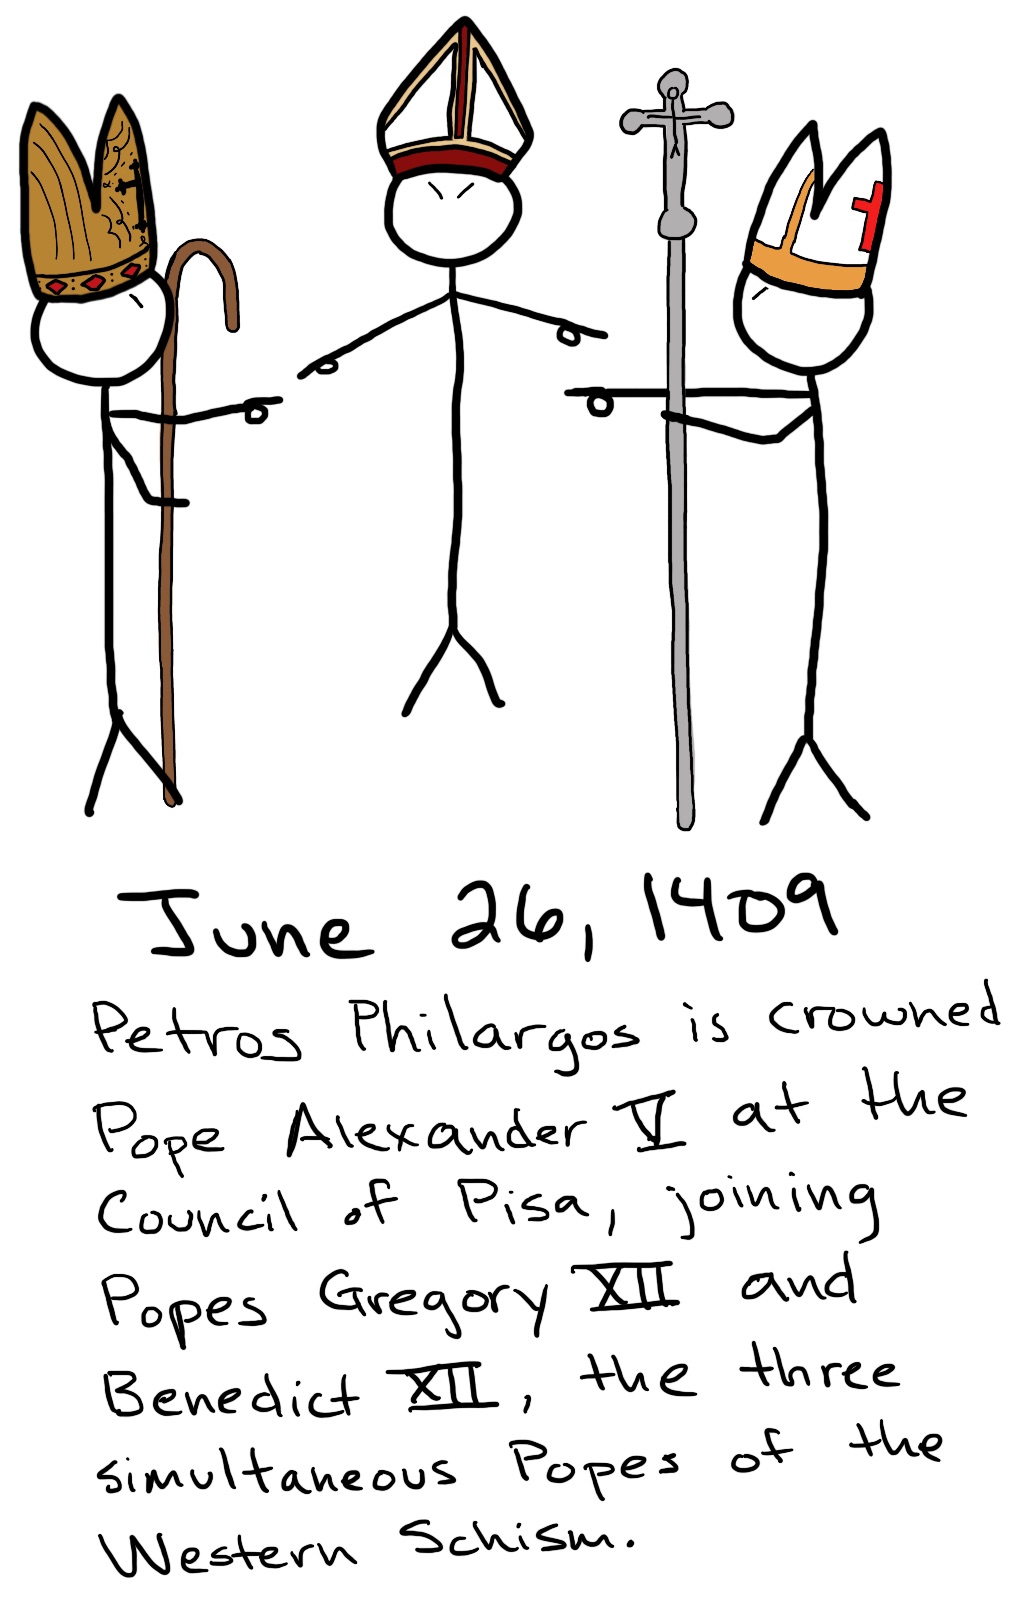 June 26, 1409
Petros Philargos is crowned
Pope Alexander V at the
Council of Pisa, joining
Popes Gregory XII and
Benedict XII, the three
simultaneous Popes of the
Western Schism.